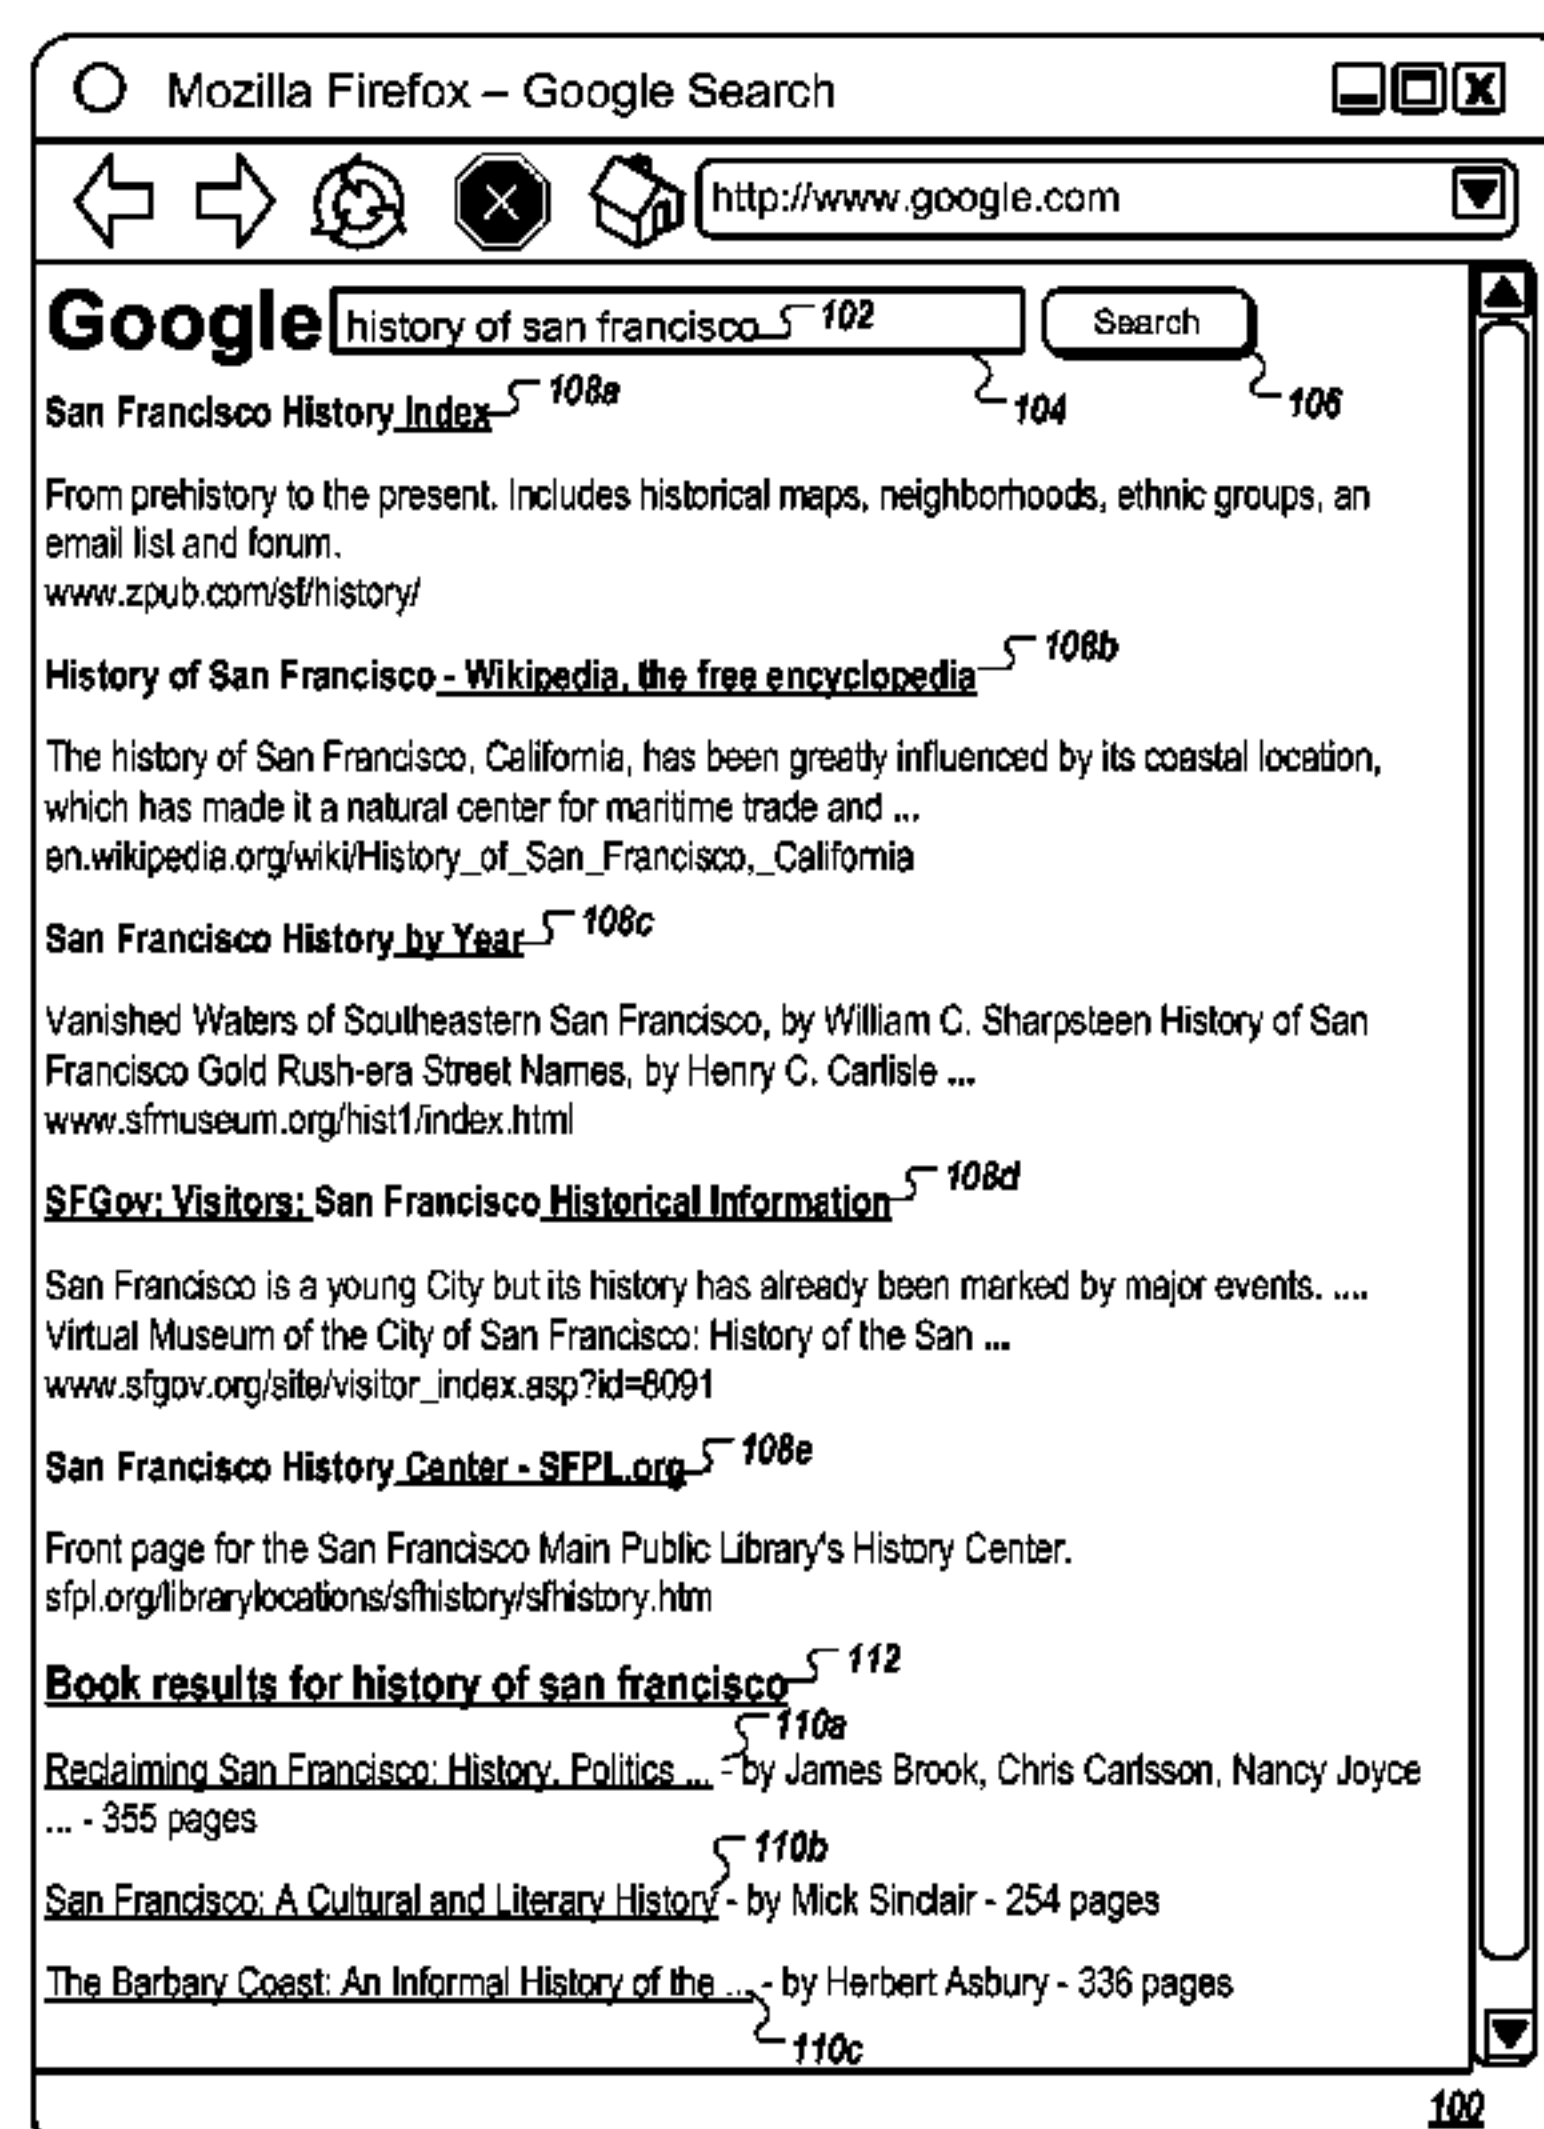 Mozilla Firefox – Google Search
http://www.google.com
Google history of san francisco 102 Search
San Francisco History Index 108a
104 106
From prehistory to the present. Includes historical maps, neighborhoods, ethnic groups, an
email list and forum.
www.zpub.com/sf/history/
History of San Francisco - Wikipedia, the free encyclopedia 108b
The history of San Francisco, California, has been greatly influenced by its coastal location,
which has made it a natural center for maritime trade and ...
en.wikipedia.org/wiki/History_of_San_Francisco,_California
San Francisco History by Year 108c
Vanished Waters of Southeastern San Francisco, by William C. Sharpsteen History of San
Francisco Gold Rush-era Street Names, by Henry C. Carlisle ...
www.sfmuseum.org/hist1/index.html
SFGov: Visitors: San Francisco Historical Information 108d
San Francisco is a young City but its history has already been marked by major events. ....
Virtual Museum of the City of San Francisco: History of the San ...
www.sfgov.org/site/visitor_index.asp?id=8091
San Francisco History Center - SFPL.org 108e
Front page for the San Francisco Main Public Library's History Center.
sfpl.org/librarylocations/sfhistory/sfhistory.htm
Book results for history of san francisco 112
110a
Reclaiming San Francisco: History, Politics ... - by James Brook, Chris Carlsson, Nancy Joyce
... - 355 pages
110b
San Francisco: A Cultural and Literary History - by Mick Sinclair - 254 pages
The Barbary Coast: An Informal History of the ... - by Herbert Asbury - 336 pages
110c
100